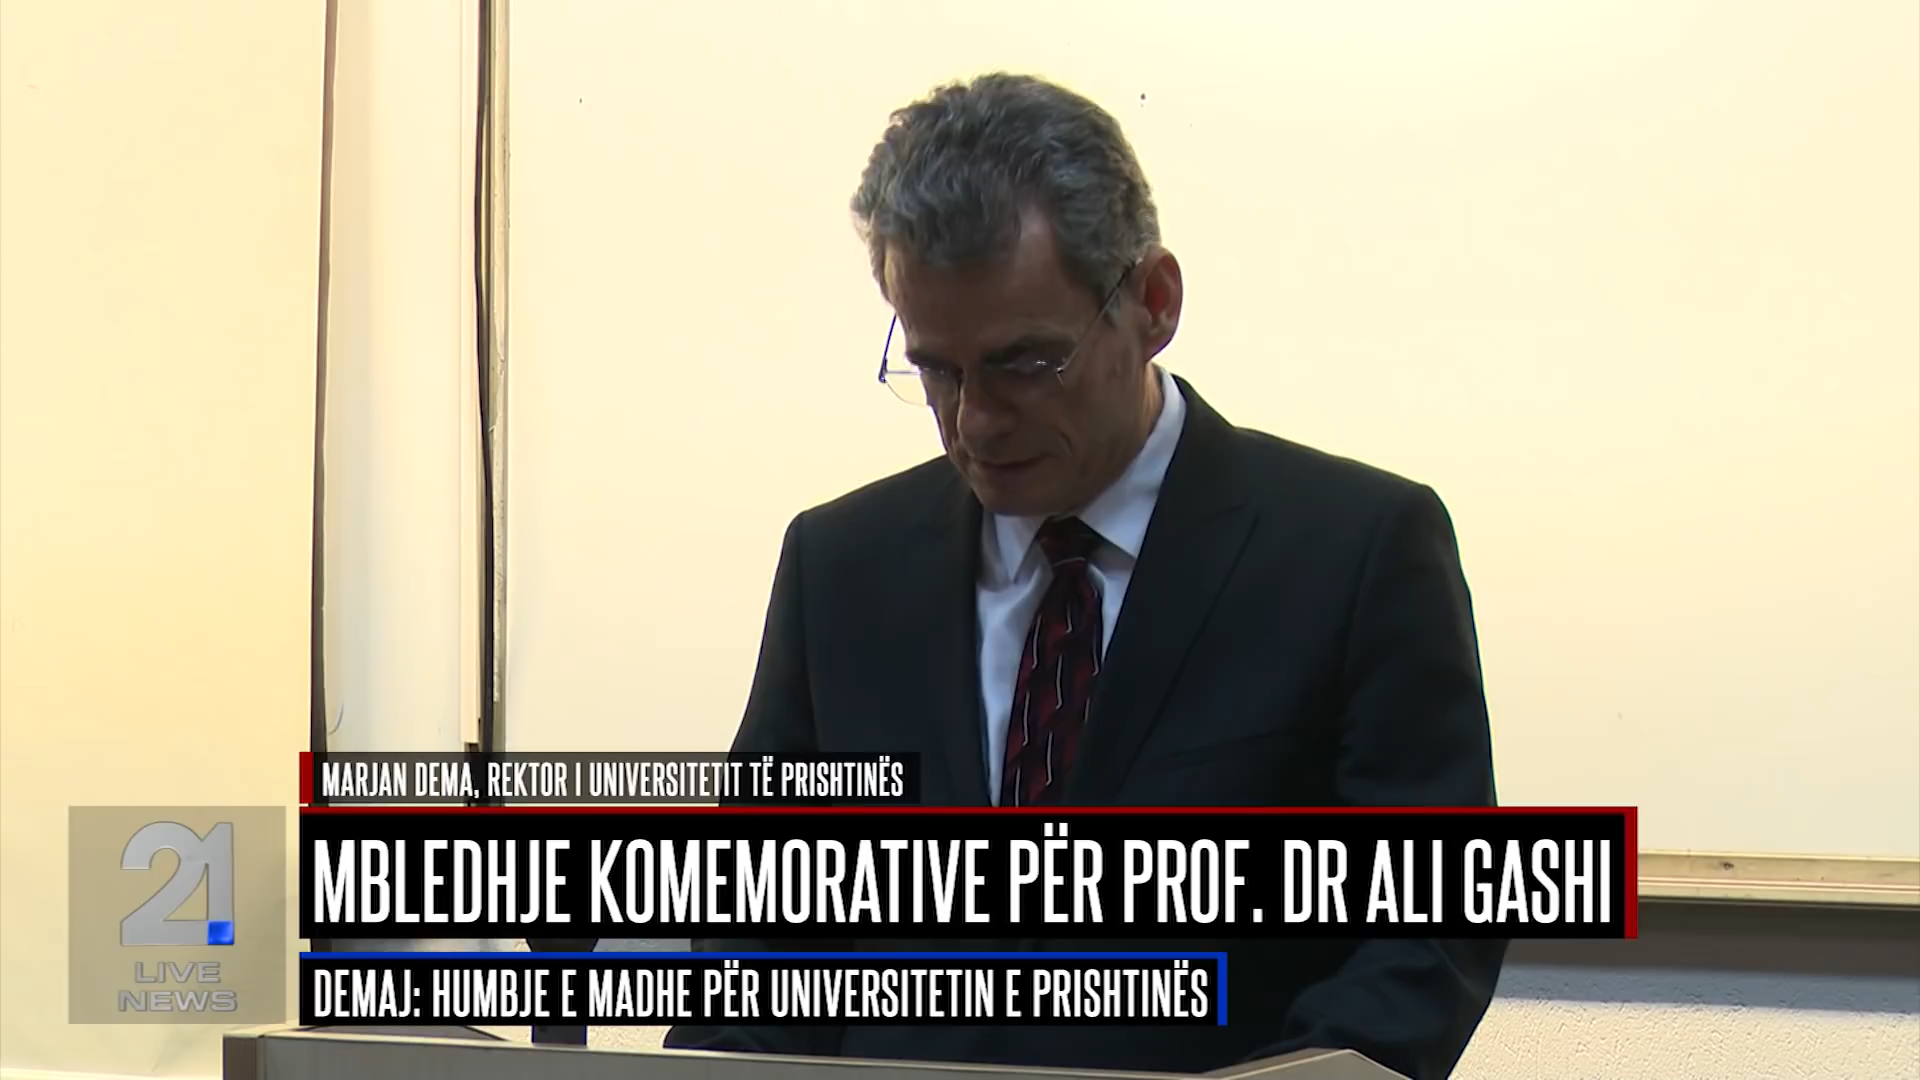 MARJAN DEMA, REKTOR I UNIVERSITETIT TË PRISHTINËS
MBLEDHJE KOMEMORATIVE PËR PROF. DR ALI GASHI
DEMAJ: HUMBJE E MADHE PËR UNIVERSITETIN E PRISHTINËS
21
LIVE
NEWS